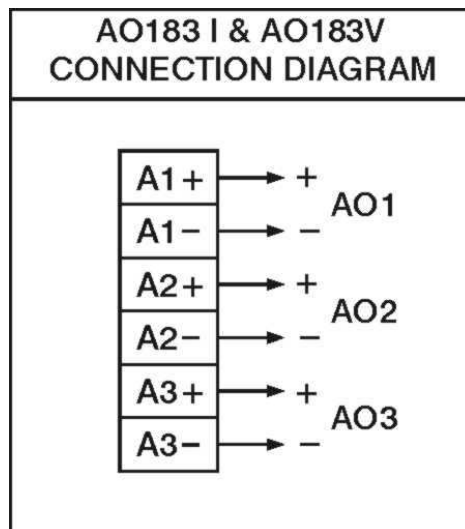 AO183 I & AO183V
CONNECTION DIAGRAM
A1+ +
AO1
A1- -
A2+ +
AO2
A2- -
A3+ +
AO3
A3- -